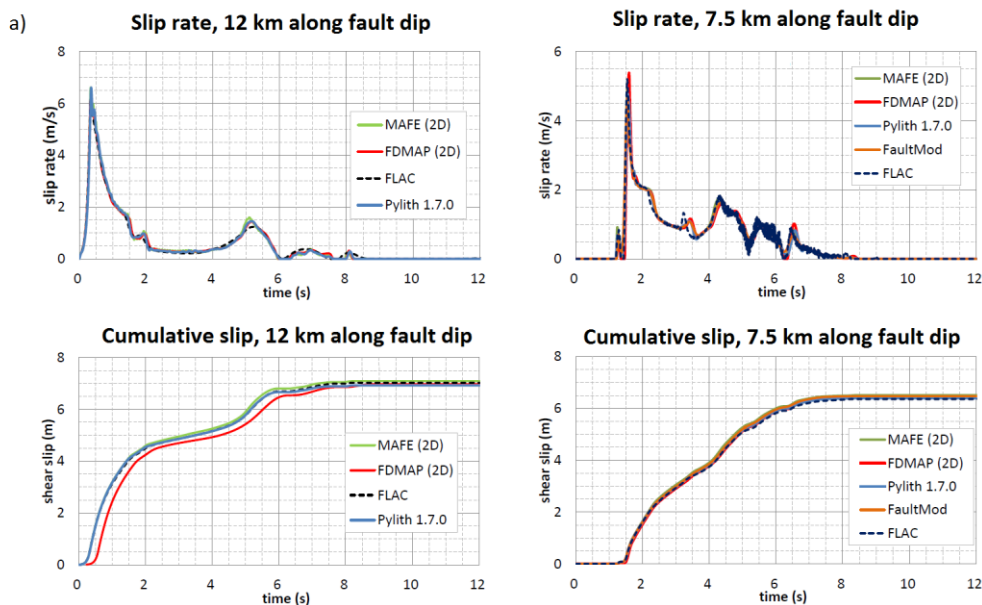 a)
Slip rate, 12 km along fault dip
8
6
4
2
0
slip rate (m/s)
MAFE (2D)
FDMAP (2D)
FLAC
Pylith 1.7.0
0 2 4 6 8 10 12
time (s)
Slip rate, 7.5 km along fault dip
6
4
2
0
slip rate (m/s)
MAFE (2D)
FDMAP (2D)
Pylith 1.7.0
FaultMod
FLAC
0 2 4 6 8 10 12
time (s)
Cumulative slip, 12 km along fault dip
8
6
4
2
0
shear slip (m)
MAFE (2D)
FDMAP (2D)
FLAC
Pylith 1.7.0
0 2 4 6 8 10 12
time (s)
Cumulative slip, 7.5 km along fault dip
8
6
4
2
0
shear slip (m)
MAFE (2D)
FDMAP (2D)
Pylith 1.7.0
FaultMod
FLAC
0 2 4 6 8 10 12
time (s)